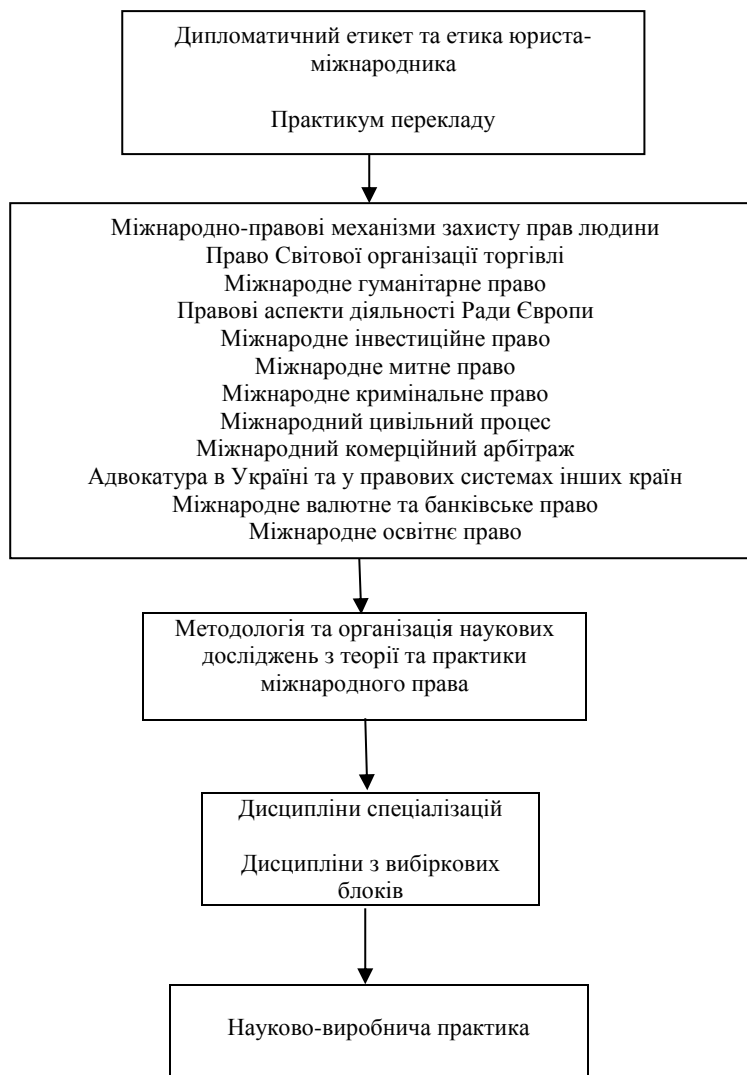 Дипломатичний етикет та етика юриста-
міжнародника
Практикум перекладу
Міжнародно-правові механізми захисту прав людини
Право Світової організації торгівлі
Міжнародне гуманітарне право
Правові аспекти діяльності Ради Європи
Міжнародне інвестиційне право
Міжнародне митне право
Міжнародне кримінальне право
Міжнародний цивільний процес
Міжнародний комерційний арбітраж
Адвокатура в Україні та у правових системах інших країн
Міжнародне валютне та банківське право
Міжнародне освітнє право
Методологія та організація наукових
досліджень з теорії та практики
міжнародного права
Дисципліни спеціалізацій
Дисципліни з вибіркових
блоків
Науково-виробнича практика